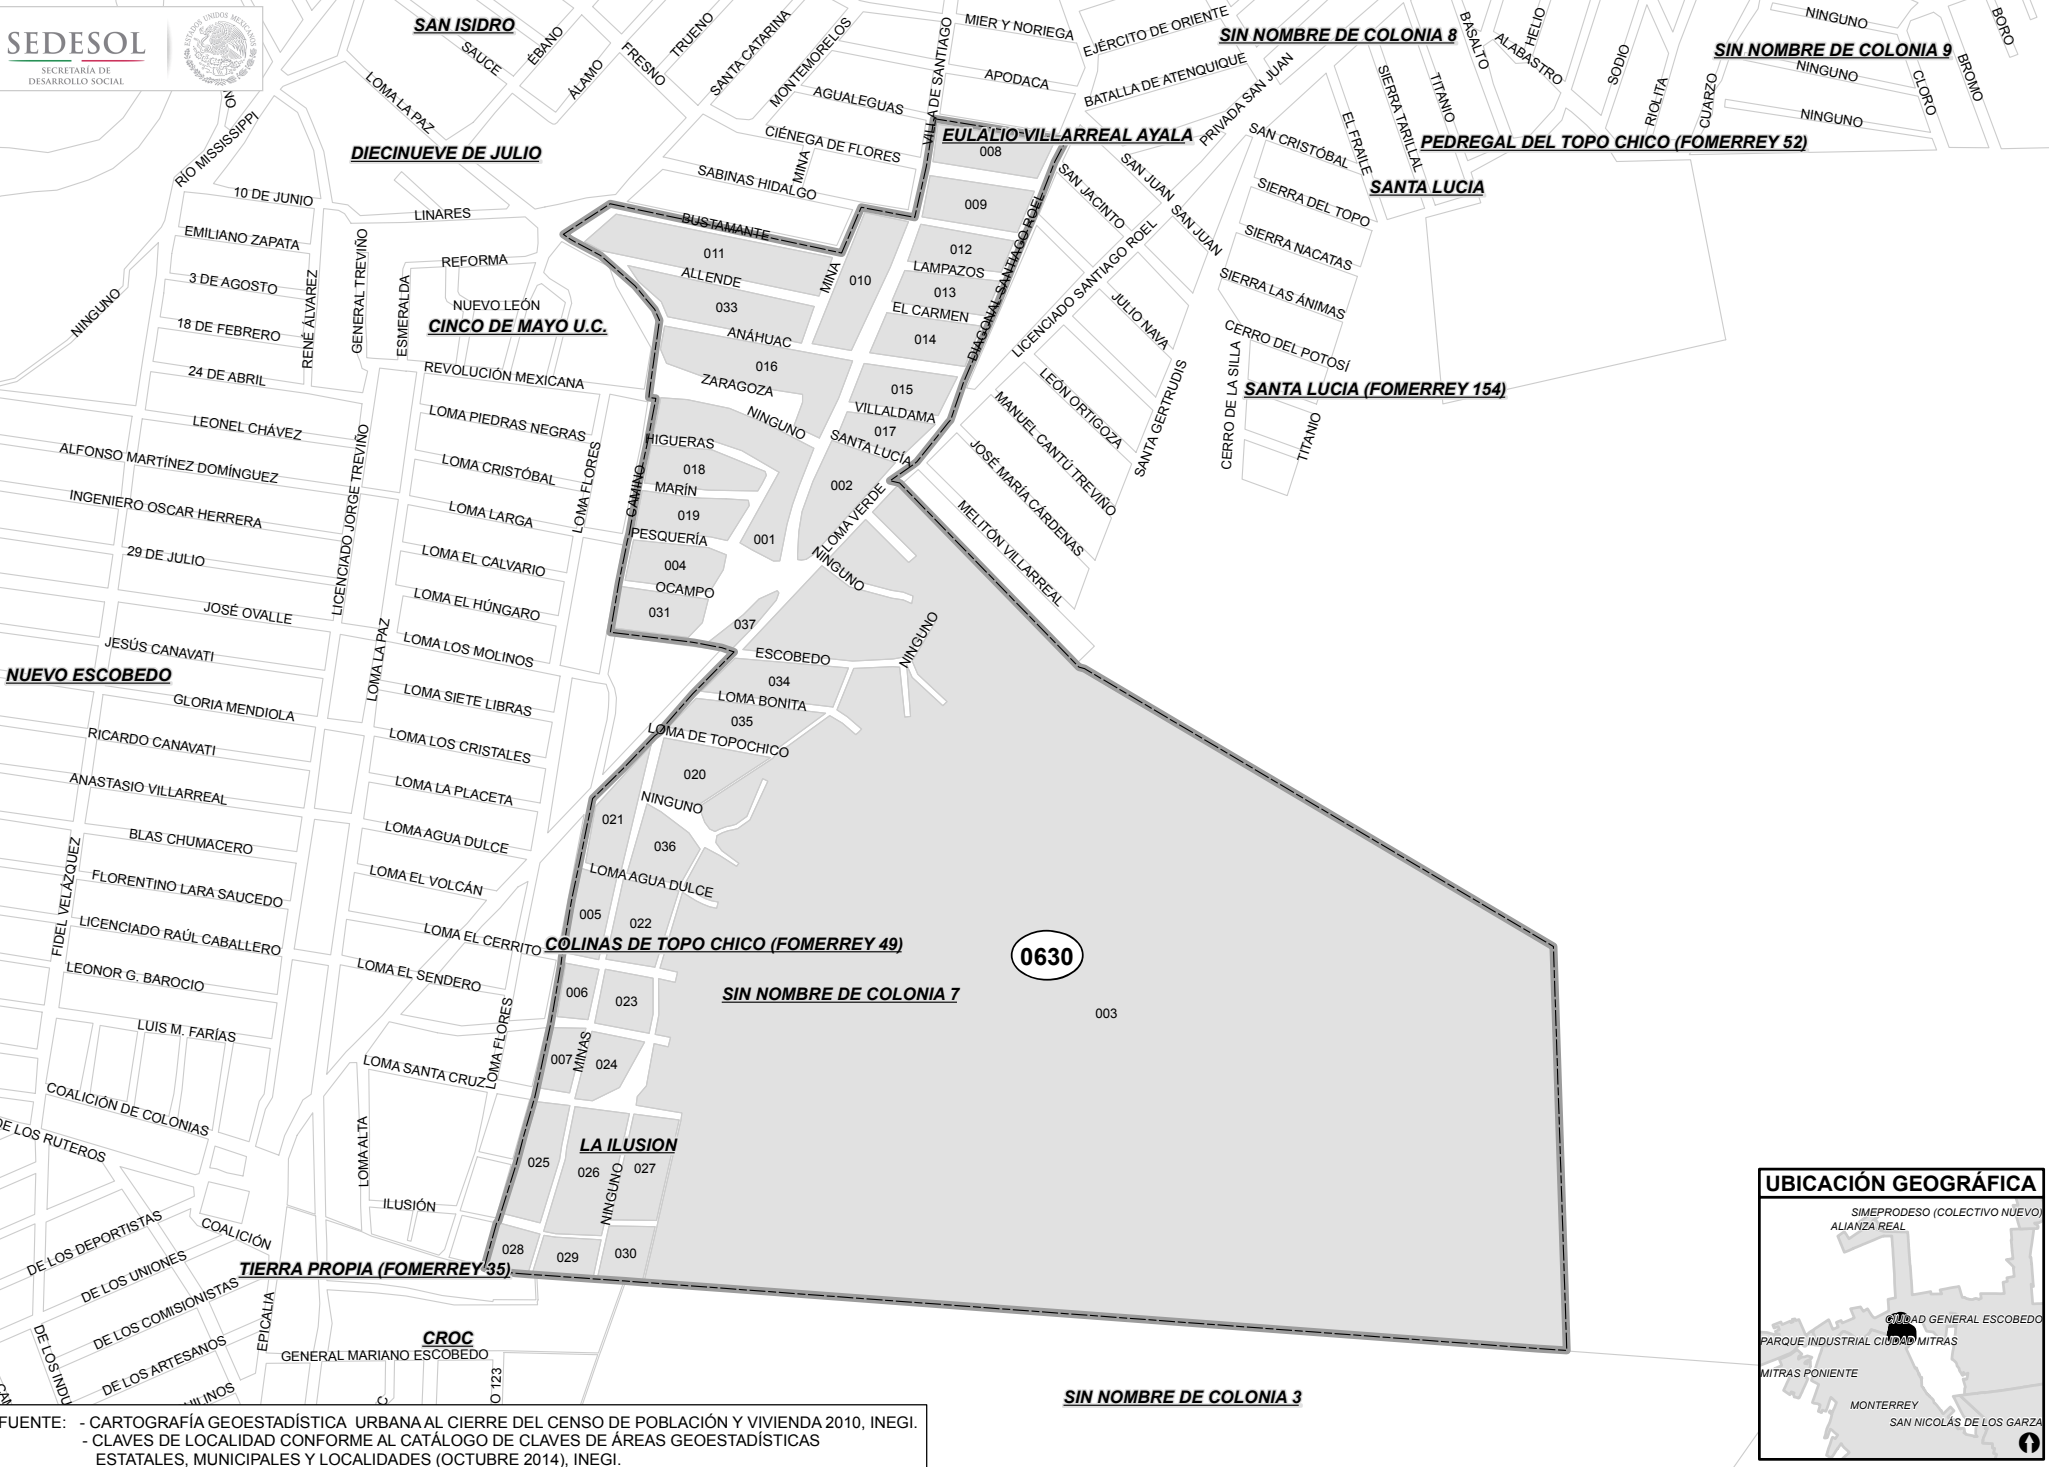 SEDESOL
SECRETARÍA DE
DESARROLLO SOCIAL
ESTADOS UNIDOS MEXICANOS
SAN ISIDRO
SAUCE
ÉBANO
ÁLAMO
FRESNO
TRUENO
SANTA CATARINA
MONTEMORELOS
VILLA DE SANTIAGO
MIER Y NORIEGA
EJÉRCITO DE ORIENTE
SIN NOMBRE DE COLONIA 8
BASALTO
ALABASTRO
HELIO
SODIO
RIOLITA
CUARZO
NINGUNO
SIN NOMBRE DE COLONIA 9
NINGUNO
NINGUNO
CLORO
BROMO
BORO
LOMA LA PAZ
RÍO MISSISSIPPI
APODACA
BATALLA DE ATENQUIQUE
PRIVADA SAN JUAN
SIERRA TARILLAL
TITANIO
AGUALEGUAS
CIÉNEGA DE FLORES
MINA
EULALIO VILLARREAL AYALA
008
SAN CRISTÓBAL
EL FRAILE
PEDREGAL DEL TOPO CHICO (FOMERREY 52)
DIECINUEVE DE JULIO
SABINAS HIDALGO
SAN JACINTO
SAN JUAN
SAN JUAN
SANTA LUCIA
10 DE JUNIO
LINARES
BUSTAMANTE
009
SIERRA DEL TOPO
EMILIANO ZAPATA
GENERAL TREVIÑO
REFORMA
011
ALLENDE
MINA
010
012
LAMPAZOS
DIAGONAL SANTIAGO ROEL
LICENCIADO SANTIAGO ROEL
SIERRA NACATAS
3 DE AGOSTO
RENÉ ÁLVAREZ
ESMERALDA
NUEVO LEÓN
033
013
EL CARMEN
JULIO NAVA
SIERRA LAS ÁNIMAS
NINGUNO
18 DE FEBRERO
CINCO DE MAYO U.C.
ANÁHUAC
014
CERRO DEL POTOSÍ
24 DE ABRIL
REVOLUCIÓN MEXICANA
016
ZARAGOZA
015
LEÓN ORTIGOZA
SANTA GERTRUDIS
CERRO DE LA SILLA
SANTA LUCIA (FOMERREY 154)
TITANIO
LEONEL CHÁVEZ
LOMA PIEDRAS NEGRAS
NINGUNO
VILLALDAMA
017
MANUEL CANTÚ TREVIÑO
ALFONSO MARTÍNEZ DOMÍNGUEZ
LOMA CRISTÓBAL
HIGUERAS
SANTA LUCÍA
018
JOSÉ MARÍA CÁRDENAS
INGENIERO OSCAR HERRERA
LICENCIADO JORGE TREVIÑO
LOMA LARGA
LOMA FLORES
CAMINO
MARÍN
002
019
PESQUERÍA
001
LOMA VERDE
MELITÓN VILLARREAL
29 DE JULIO
LOMA EL CALVARIO
004
NINGUNO
OCAMPO
JOSÉ OVALLE
LOMA EL HÚNGARO
031
037
NINGUNO
JESÚS CANAVATI
LOMA LA PAZ
LOMA LOS MOLINOS
ESCOBEDO
NUEVO ESCOBEDO
GLORIA MENDIOLA
LOMA SIETE LIBRAS
034
LOMA BONITA
035
RICARDO CANAVATI
LOMA LOS CRISTALES
LOMA DE TOPOCHICO
020
ANASTASIO VILLARREAL
LOMA LA PLACETA
NINGUNO
021
BLAS CHUMACERO
LOMA AGUA DULCE
036
FIDEL VELÁZQUEZ
FLORENTINO LARA SAUCEDO
LOMA EL VOLCÁN
LOMA AGUA DULCE
005
022
LICENCIADO RAÚL CABALLERO
LOMA EL CERRITO
COLINAS DE TOPO CHICO (FOMERREY 49)
0630
LEONOR G. BAROCIO
LOMA EL SENDERO
006
023
SIN NOMBRE DE COLONIA 7
003
LUIS M. FARÍAS
LOMA FLORES
007
MINAS
024
LOMA SANTA CRUZ
COALICIÓN DE COLONIAS
DE LOS RUTEROS
LOMA ALTA
LA ILUSION
025
026
027
NINGUNO
ILUSIÓN
DE LOS DEPORTISTAS
COALICIÓN
028
029
030
DE LOS UNIONES
TIERRA PROPIA (FOMERREY 35)
DE LOS COMISIONISTAS
EPICALIA
DE LOS INDU
DE LOS ARTESANOS
CROC
GENERAL MARIANO ESCOBEDO
O 123
SIN NOMBRE DE COLONIA 3
UBICACIÓN GEOGRÁFICA
SIMEPRODESO (COLECTIVO NUEVO)
ALIANZA REAL
CIUDAD GENERAL ESCOBEDO
PARQUE INDUSTRIAL CIUDAD MITRAS
MITRAS PONIENTE
MONTERREY
SAN NICOLÁS DE LOS GARZA
FUENTE: - CARTOGRAFÍA GEOESTADÍSTICA URBANA AL CIERRE DEL CENSO DE POBLACIÓN Y VIVIENDA 2010, INEGI.
- CLAVES DE LOCALIDAD CONFORME AL CATÁLOGO DE CLAVES DE ÁREAS GEOESTADÍSTICAS
ESTATALES, MUNICIPALES Y LOCALIDADES (OCTUBRE 2014), INEGI.